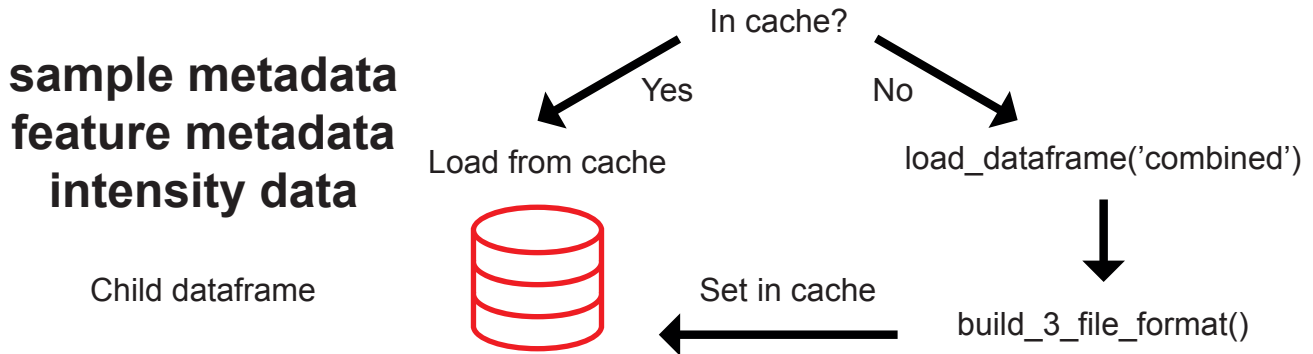 In cache?
sample metadata
feature metadata
intensity data
Yes
No
Load from cache
load_dataframe(’combined’)
Child dataframe
Set in cache
build_3_file_format()